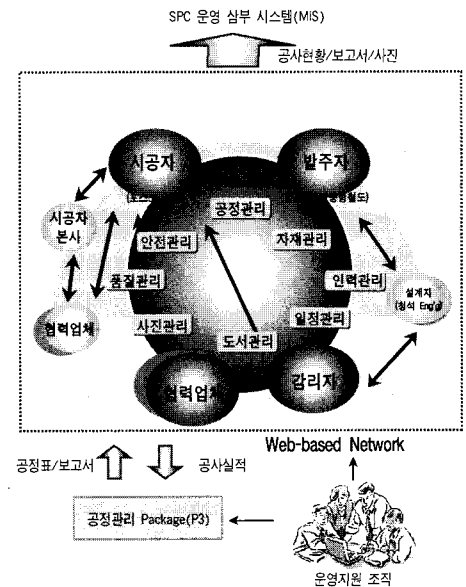 SPC 운영 삼부 시스템(MiS)
공사현황/보고서/사진
시공자
발주자
공정관리
시공자
본사
안전관리
자재관리
품질관리
인력관리
설계자
(청석 Eng'g)
협력업체
사진관리
일정관리
도서관리
협력업체
감리자
공정표/보고서
공사실적
Web-based Network
공정관리 Package(P3)
운영지원 조직